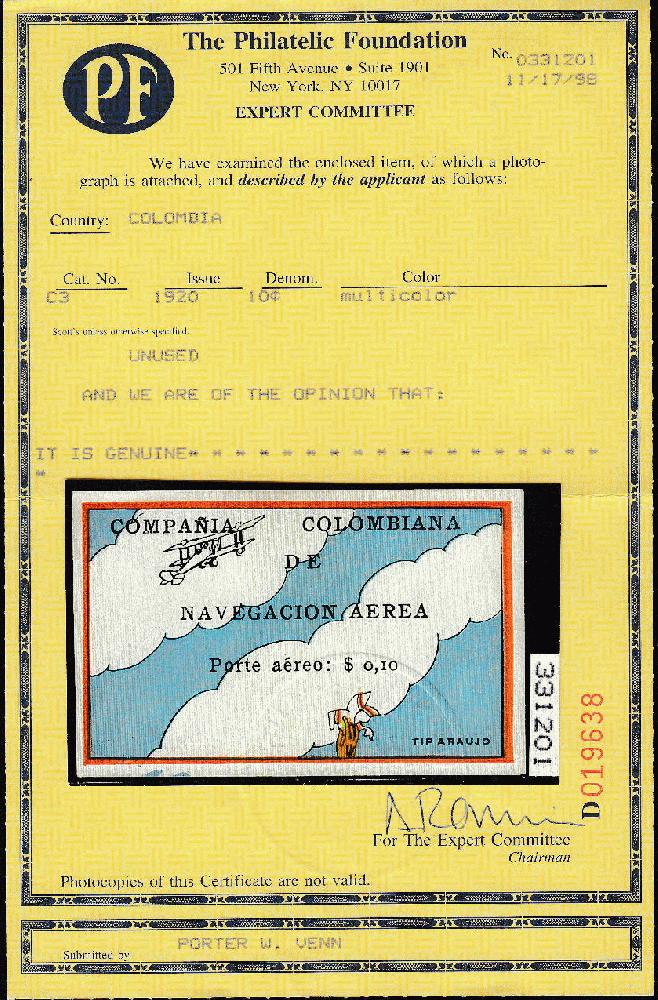 PF
The Philatelic Foundation
501 Fifth Avenue • Suite 1901
New York, NY 10017
EXPERT COMMITTEE
No. 0331201
11/17/98
We have examined the enclosed item, of which a photo-
graph is attached, and described by the applicant as follows:
Country: COLOMBIA
Cat. No. Issue Denom. Color
C3 1920 10¢ multicolor
Scott's unless otherwise specified.
UNUSED
AND WE ARE OF THE OPINION THAT:
IT IS GENUINE* * * * * * * * * * * * * * * * * *
*
COMPAÑIA COLOMBIANA
DE
NAVEGACION AEREA
Porte aéreo: $ 0,10
TIP ARAUJO
331201
D019638
For The Expert Committee
Chairman
Photocopies of this Certificate are not valid.
PORTER W. VENN
Submitted by